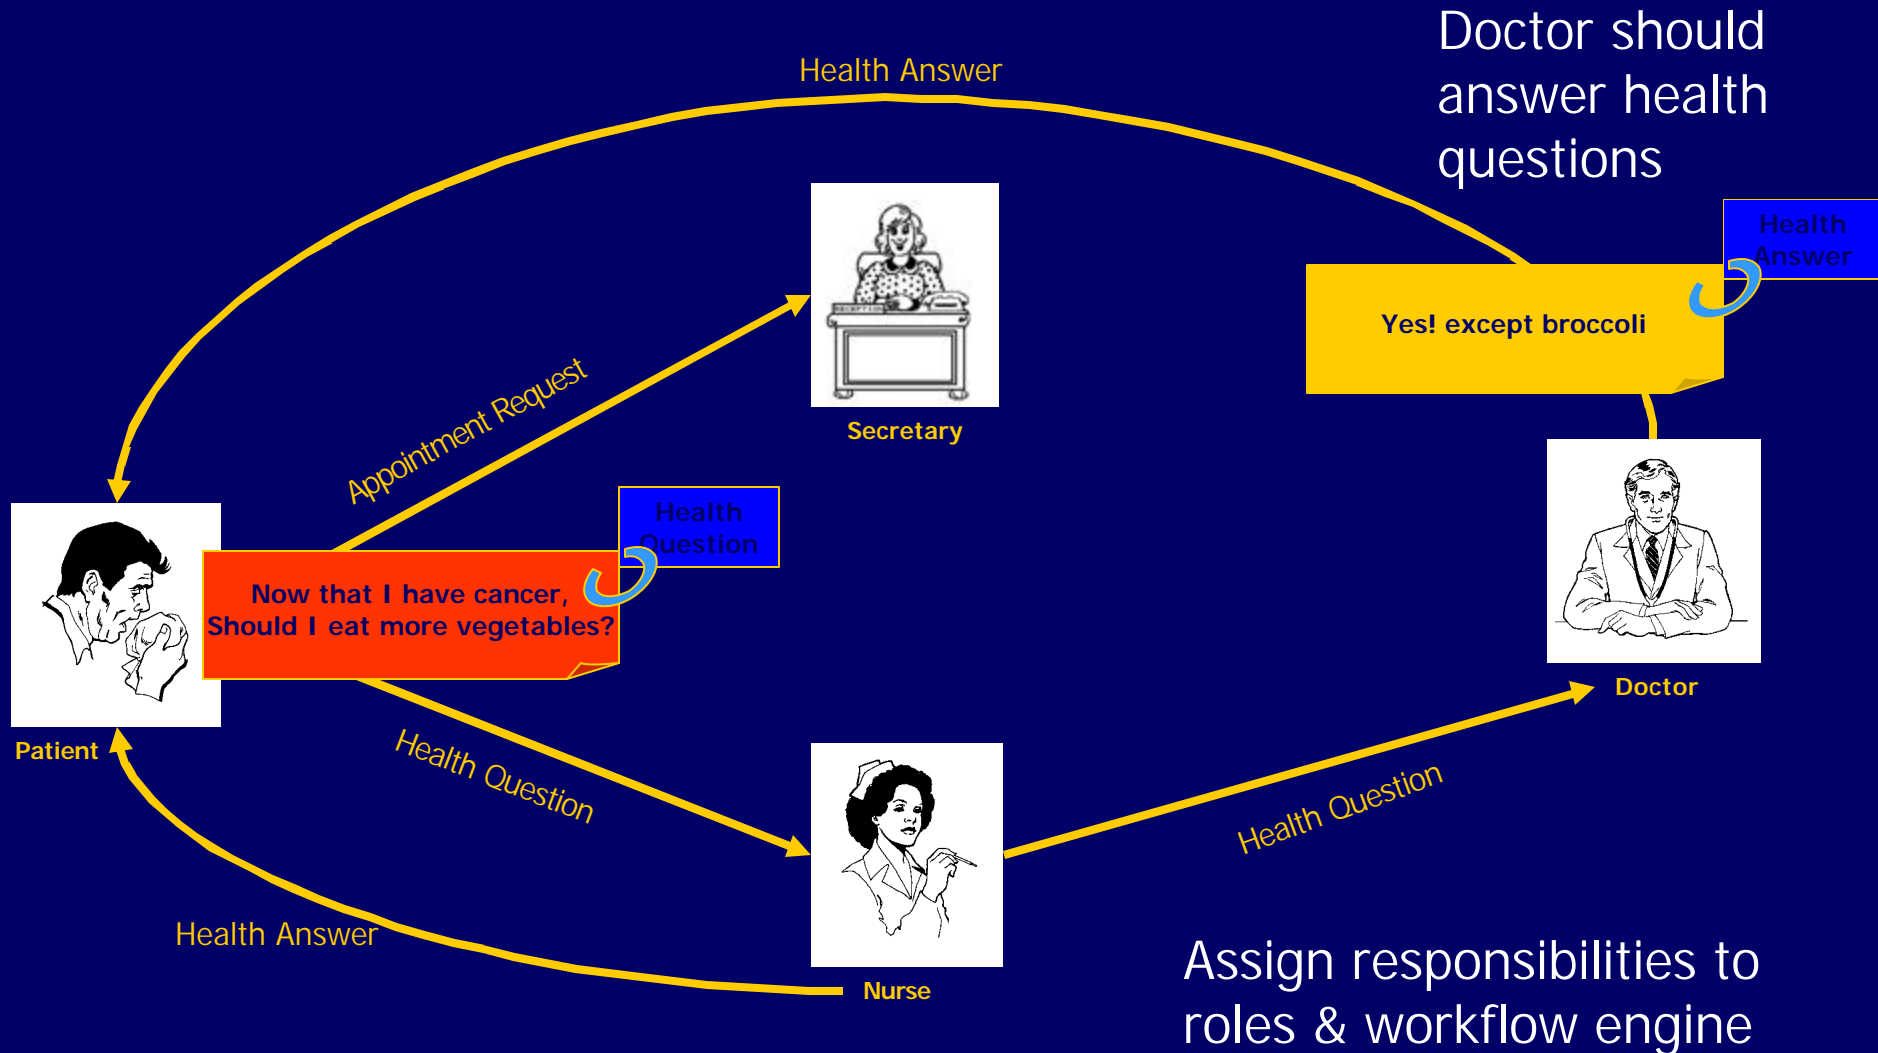 Doctor should
answer health
questions
Health Answer
Health
Answer
Yes! except broccoli
RECEPTION
Appointment Request
Secretary
Health
Question
Now that I have cancer,
Should I eat more vegetables?
Patient
Doctor
Health Question
Health Question
Health Answer
Nurse
Assign responsibilities to
roles & workflow engine